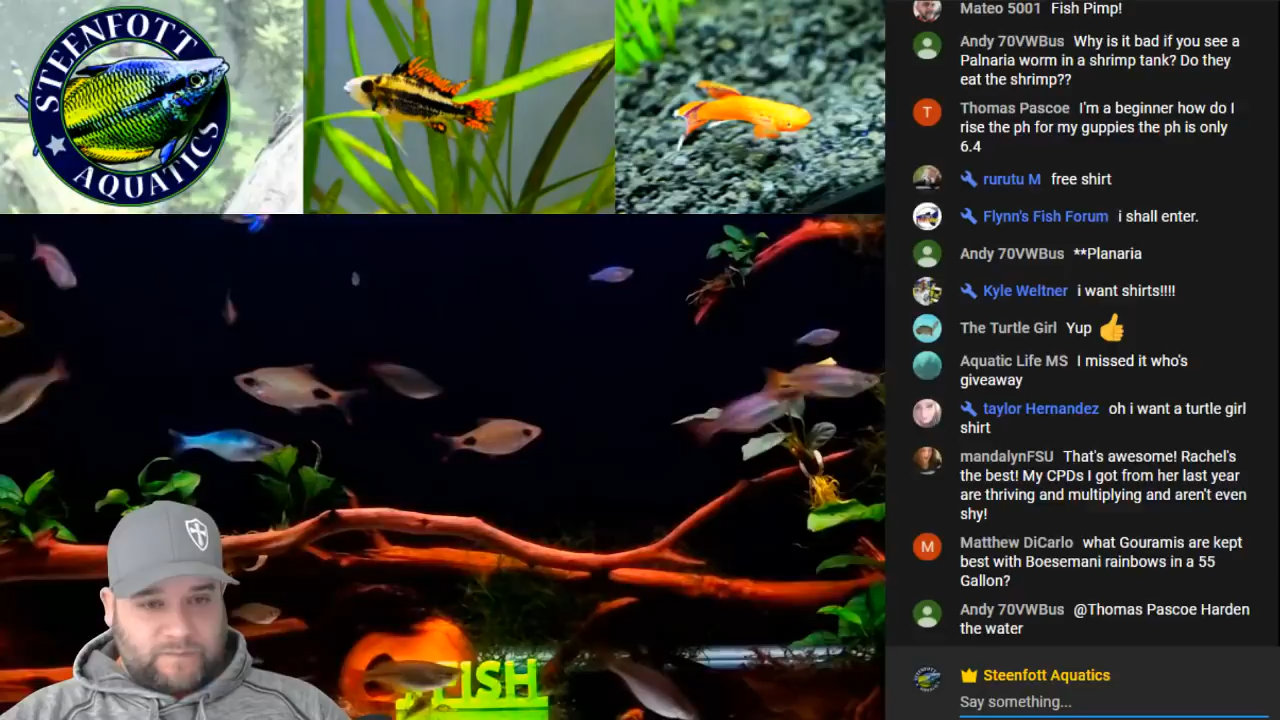 STEENFOTT
AQUATICS
FISH
Mateo 5001 Fish Pimp!
Andy 70VWBus Why is it bad if you see a
Palnaria worm in a shrimp tank? Do they
eat the shrimp??
T
Thomas Pascoe I'm a beginner how do I
rise the ph for my guppies the ph is only
6.4
rurutu M free shirt
Flynn's Fish Forum i shall enter.
Andy 70VWBus **Planaria
Kyle Weltner i want shirts!!!!
The Turtle Girl Yup 👍
Aquatic Life MS I missed it who's
giveaway
taylor Hernandez oh i want a turtle girl
shirt
mandalynFSU That's awesome! Rachel's
the best! My CPDs I got from her last year
are thriving and multiplying and aren't even
shy!
M
Matthew DiCarlo what Gouramis are kept
best with Boesemani rainbows in a 55
Gallon?
Andy 70VWBus @Thomas Pascoe Harden
the water
Steenfott Aquatics
Say something...